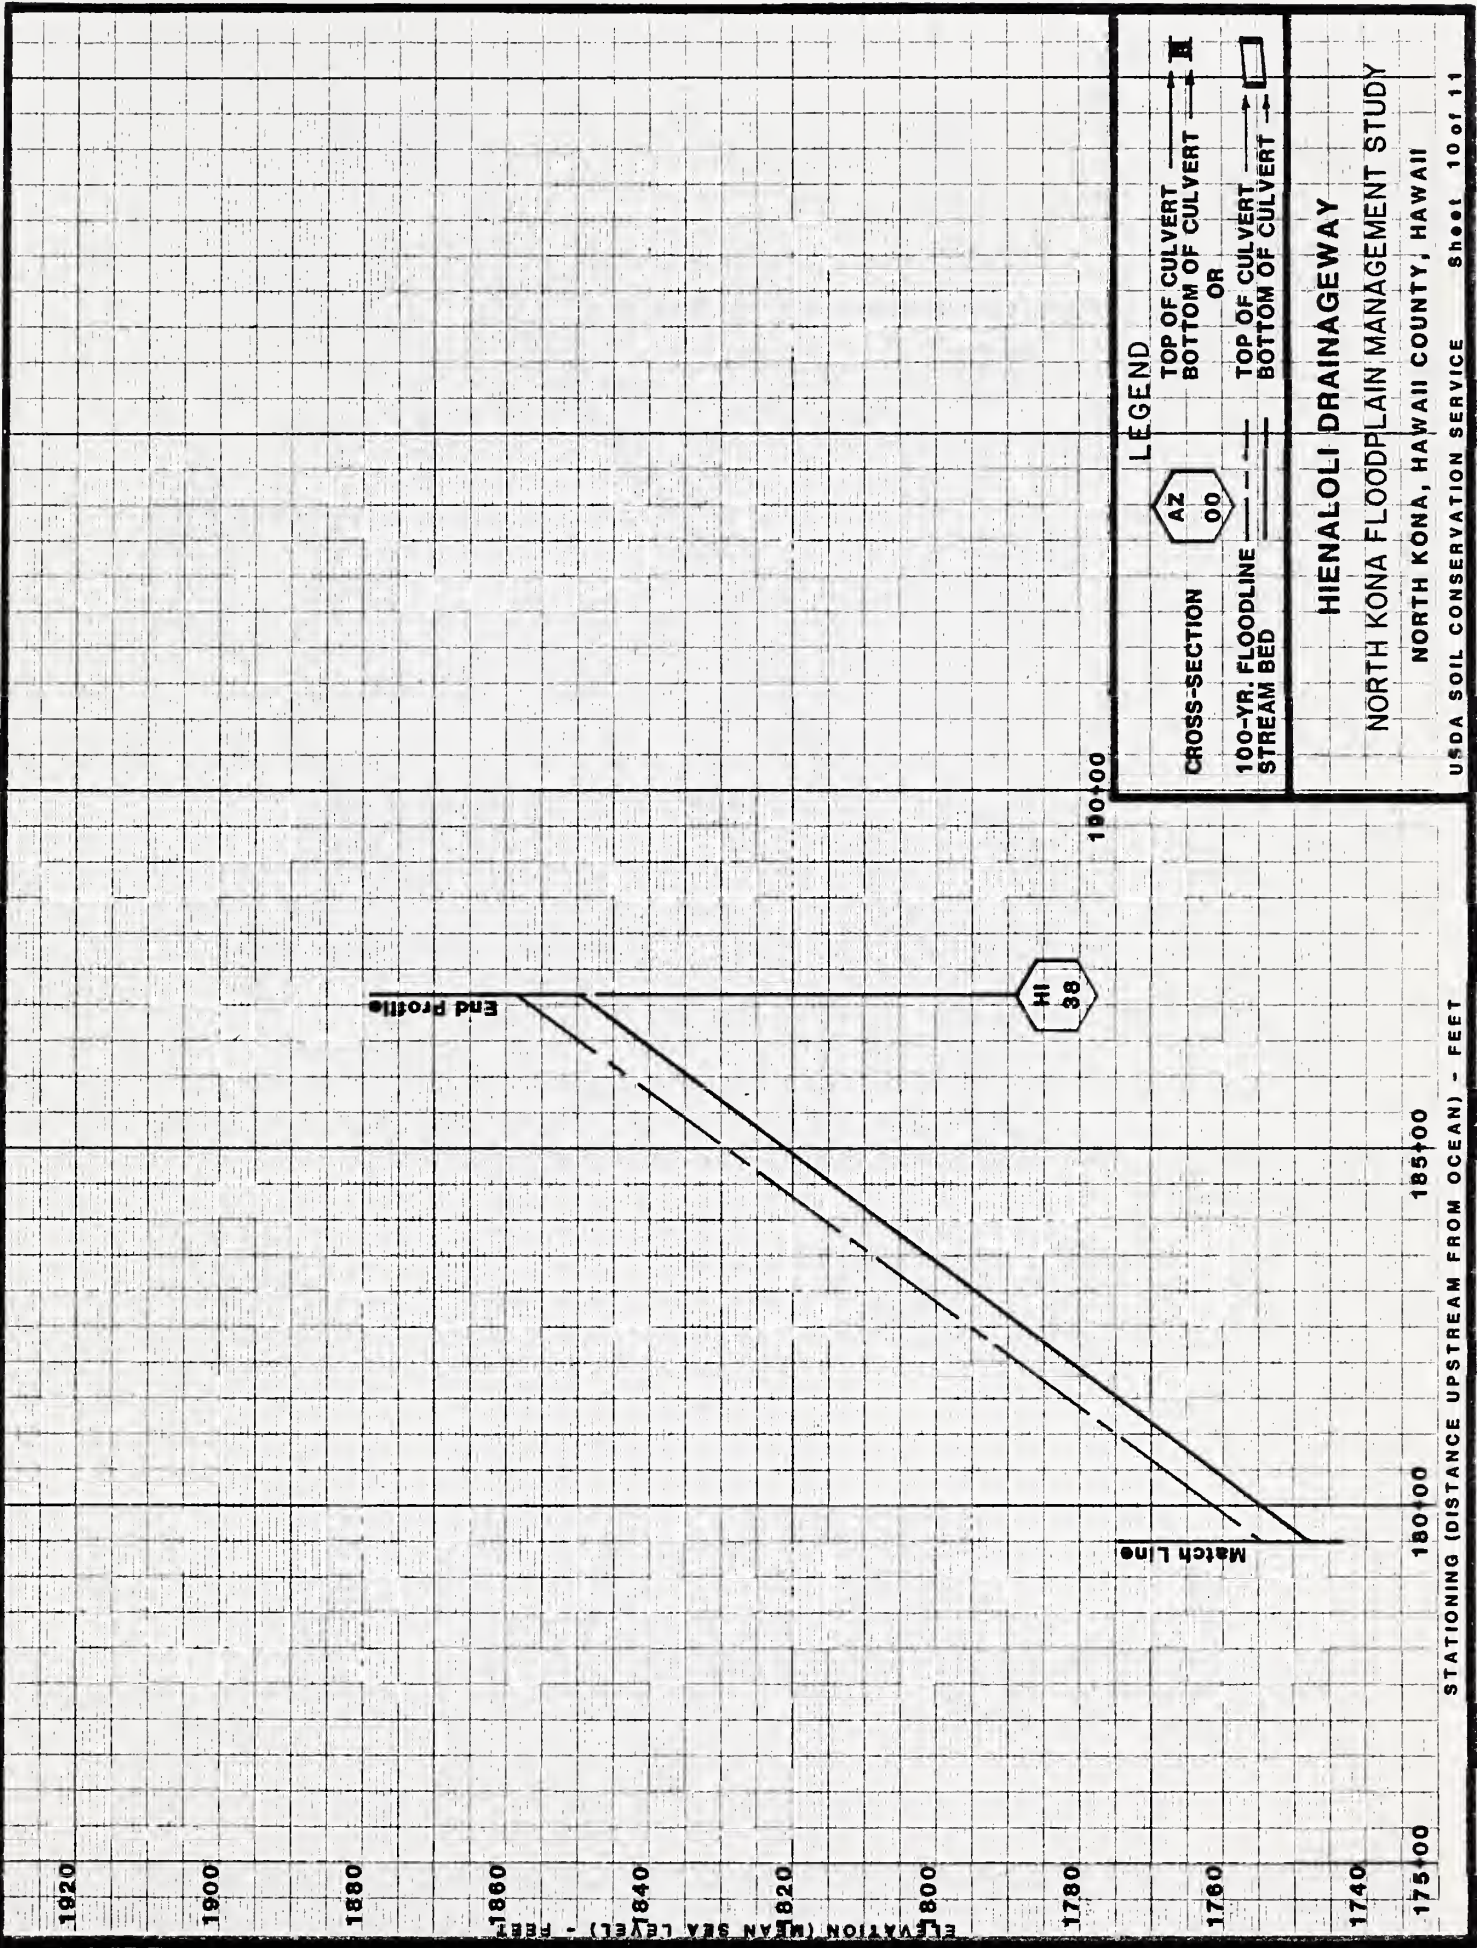 1920
1900
1880
1860
1840
1820
1800
1780
1760
1740
ELEVATION (MEAN SEA LEVEL) - FEET
175+00
180+00
185+00
190+00
STATIONING (DISTANCE UPSTREAM FROM OCEAN) - FEET
Match Line
End Profile
HI
38
LEGEND
CROSS-SECTION
AZ
00
TOP OF CULVERT
BOTTOM OF CULVERT
OR
100-YR. FLOODLINE
TOP OF CULVERT
STREAM BED
BOTTOM OF CULVERT
HIENALOLI DRAINAGEWAY
NORTH KONA FLOODPLAIN MANAGEMENT STUDY
NORTH KONA, HAWAII COUNTY, HAWAII
USDA SOIL CONSERVATION SERVICE Sheet 10 of 11